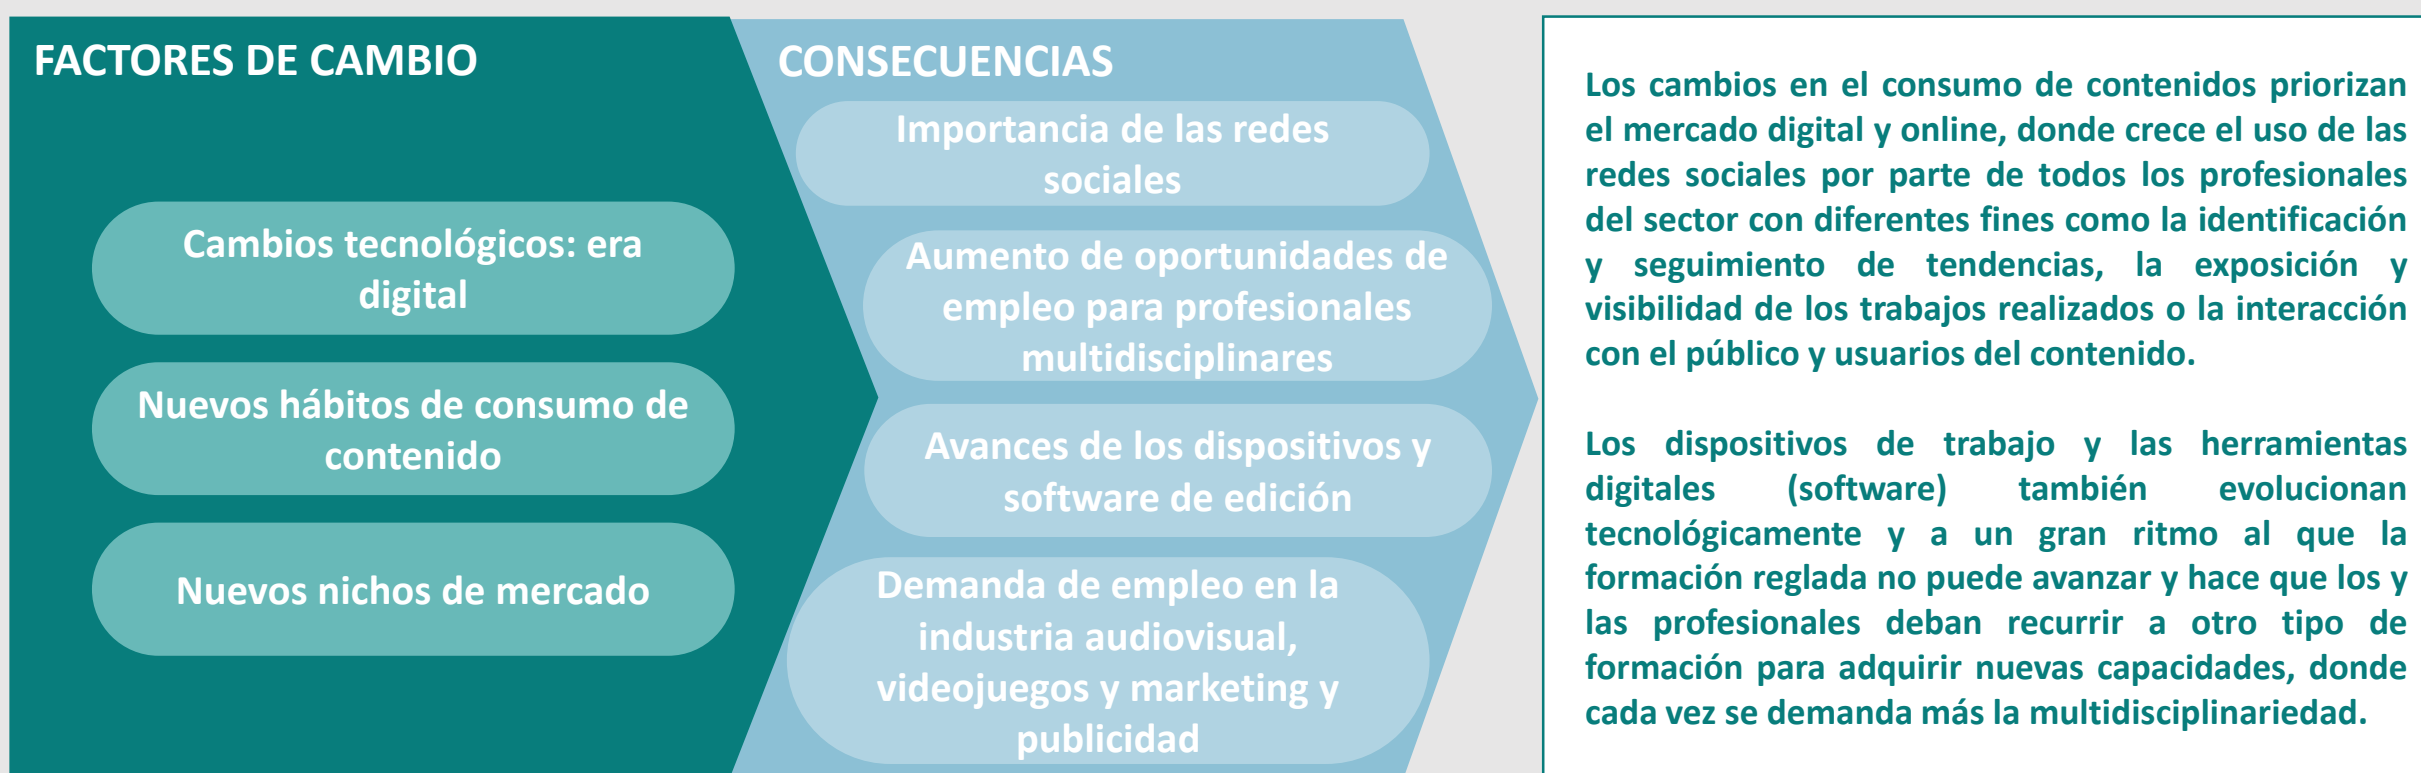 FACTORES DE CAMBIO
Cambios tecnológicos: era
digital
Nuevos hábitos de consumo de
contenido
Nuevos nichos de mercado
CONSECUENCIAS
Importancia de las redes
sociales
Aumento de oportunidades de
empleo para profesionales
multidisciplinares
Avances de los dispositivos y
software de edición
Demanda de empleo en la
industria audiovisual,
videojuegos y marketing y
publicidad
Los cambios en el consumo de contenidos priorizan
el mercado digital y online, donde crece el uso de las
redes sociales por parte de todos los profesionales
del sector con diferentes fines como la identificación
y seguimiento de tendencias, la exposición y
visibilidad de los trabajos realizados o la interacción
con el público y usuarios del contenido.
Los dispositivos de trabajo y las herramientas
digitales (software) también evolucionan
tecnológicamente y a un gran ritmo al que la
formación reglada no puede avanzar y hace que los y
las profesionales deban recurrir a otro tipo de
formación para adquirir nuevas capacidades, donde
cada vez se demanda más la multidisciplinariedad.